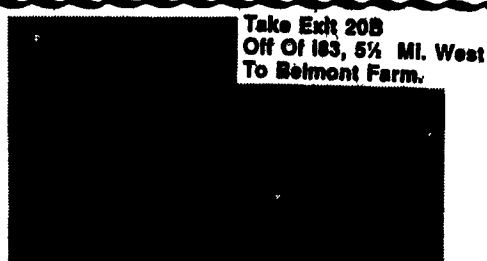 Take Exit 20B
Off Of I83, 5½ Mi. West
To Belmont Farm.